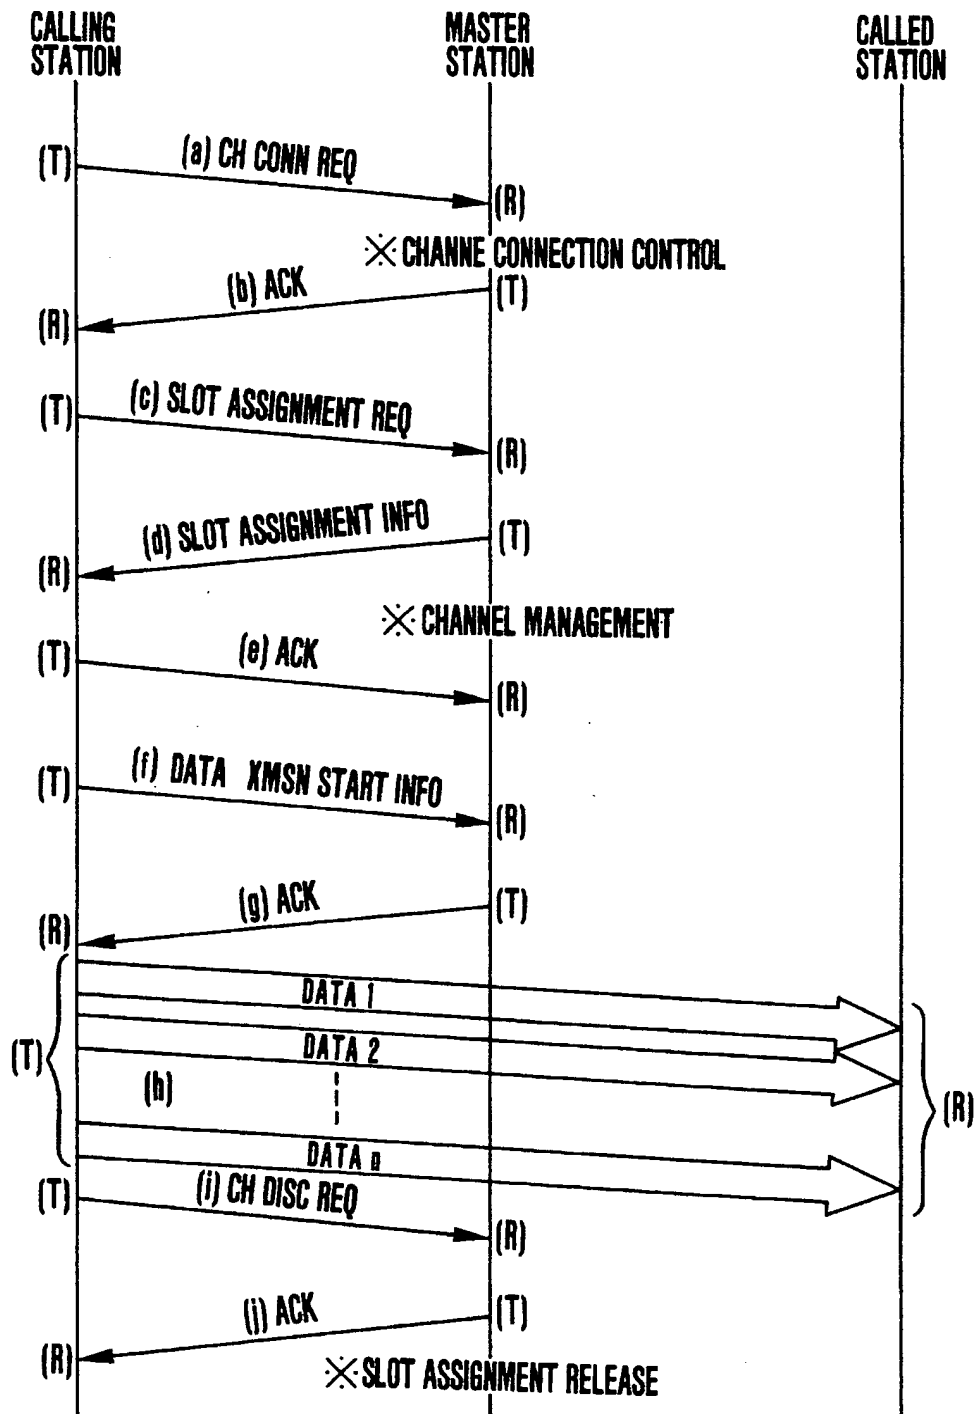 CALLING
STATION
MASTER
STATION
CALLED
STATION
(T)
(a) CH CONN REQ
(R)
※ CHANNE CONNECTION CONTROL
(b) ACK
(T)
(R)
(T)
(c) SLOT ASSIGNMENT REQ
(R)
(d) SLOT ASSIGNMENT INFO
(T)
(R)
※ CHANNEL MANAGEMENT
(T)
(e) ACK
(R)
(T)
(f) DATA XMSN START INFO
(R)
(g) ACK
(T)
(R)
DATA 1
DATA 2
(T)
(h)
(R)
DATA n
(T)
(i) CH DISC REQ
(R)
(j) ACK
(T)
(R)
※ SLOT ASSIGNMENT RELEASE